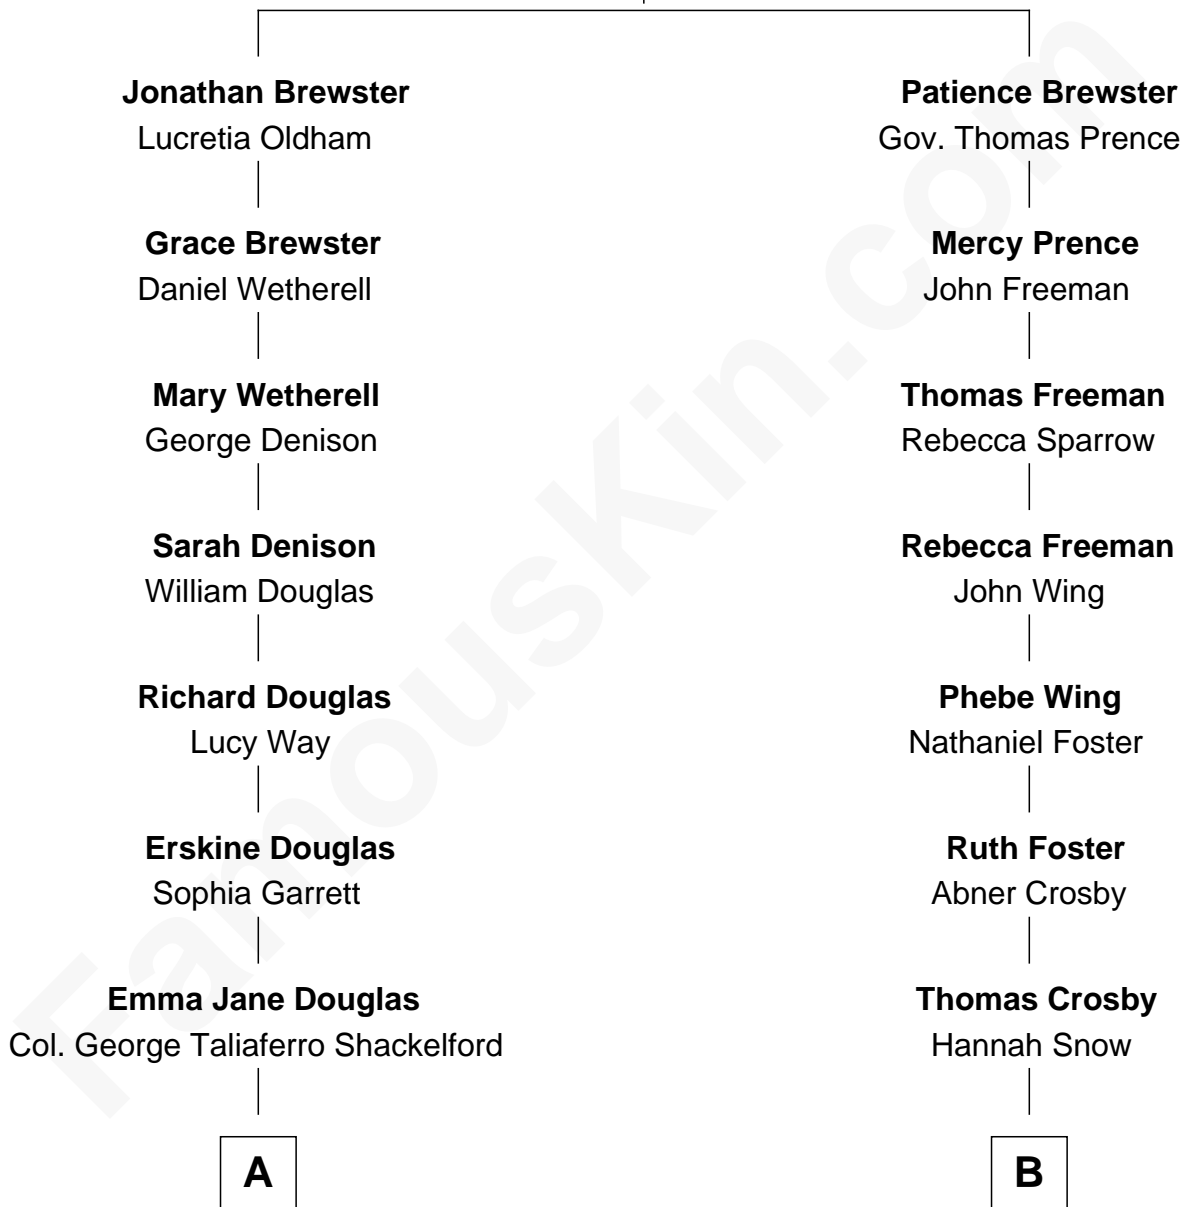 Jonathan Brewster
Lucretia Oldham
Grace Brewster
Daniel Wetherell
Mary Wetherell
George Denison
Sarah Denison
William Douglas
Richard Douglas
Lucy Way
Erskine Douglas
Sophia Garrett
Emma Jane Douglas
Col. George Taliaferro Shackelford
A
Patience Brewster
Gov. Thomas Prence
Mercy Prence
John Freeman
Thomas Freeman
Rebecca Sparrow
Rebecca Freeman
John Wing
Phebe Wing
Nathaniel Foster
Ruth Foster
Abner Crosby
Thomas Crosby
Hannah Snow
B
FamousKin.com